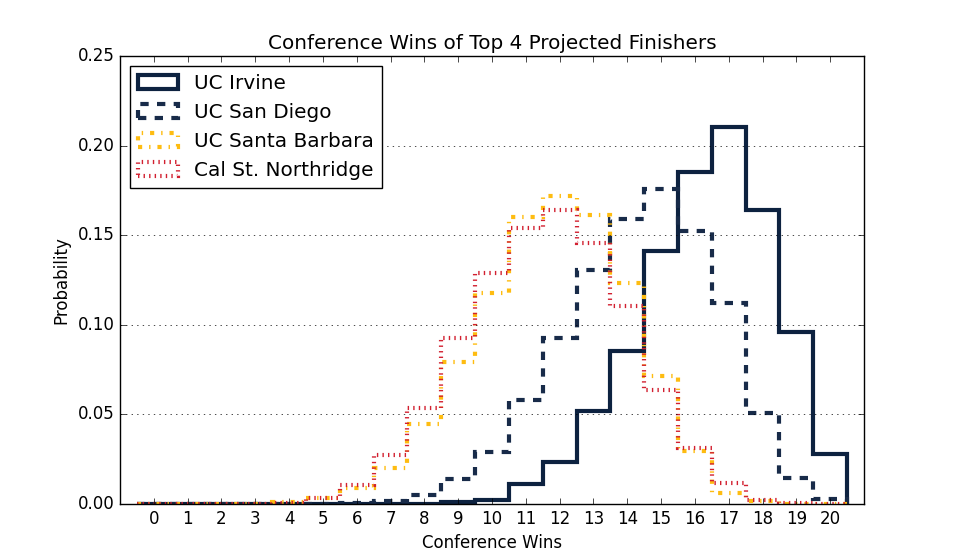 Conference Wins of Top 4 Projected Finishers
0.25
0.20
0.15
0.10
0.05
0.00
Probability
UC Irvine
UC San Diego
UC Santa Barbara
Cal St. Northridge
0 1 2 3 4 5 6 7 8 9 10 11 12 13 14 15 16 17 18 19 20
Conference Wins